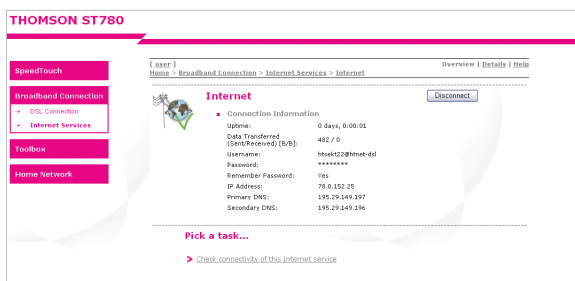 THOMSON ST780
[ user ]
Overview | Details | Help
Home > Broadband Connection > Internet Services > Internet
SpeedTouch
Broadband Connection
→ DSL Connection
→ Internet Services
Toolbox
Home Network
Internet
Disconnect
Connection Information
Uptime: 0 days, 0:00:01
Data Transferred
(Sent/Received) [B/B]: 482 / 0
Username: htsekt22@htnet-dsl
Password: ********
Remember Password: Yes
IP Address: 78.0.152.25
Primary DNS: 195.29.149.197
Secondary DNS: 195.29.149.196
Pick a task...
> Check connectivity of this Internet service